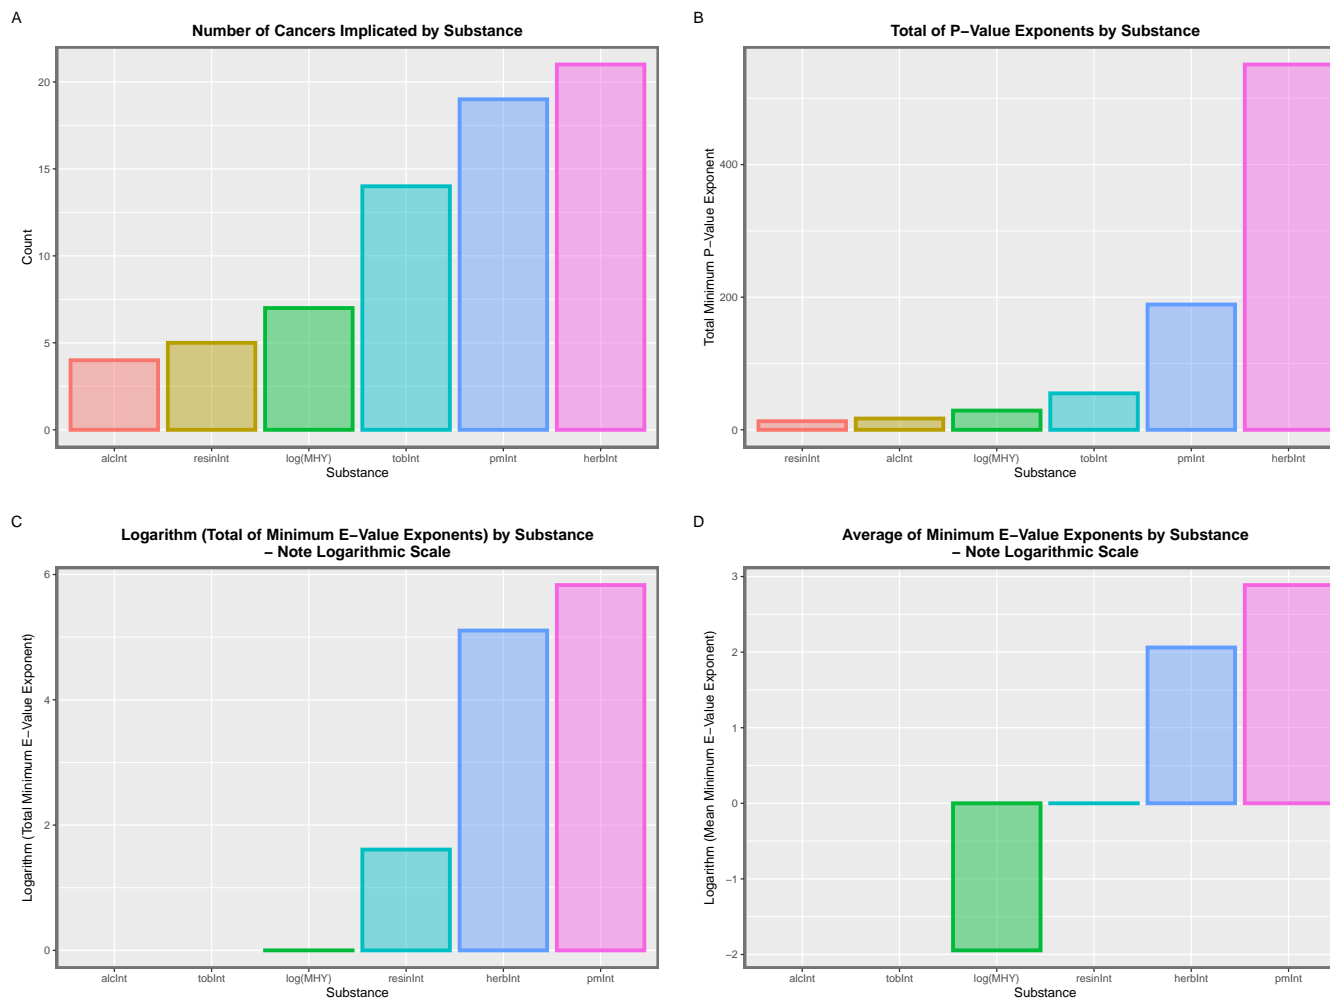 A
Number of Cancers Implicated by Substance
Count
20
15
10
5
0
alcInt resinInt log(MHY) tobInt pmInt herbInt
Substance
B
Total of P−Value Exponents by Substance
Total Minimum P−Value Exponent
400
200
0
resinInt alcInt log(MHY) tobInt pmInt herbInt
Substance
C
Logarithm (Total of Minimum E−Value Exponents) by Substance
− Note Logarithmic Scale
Logarithm (Total Minimum E−Value Exponent)
6
4
2
0
alcInt tobInt log(MHY) resinInt herbInt pmInt
Substance
D
Average of Minimum E−Value Exponents by Substance
− Note Logarithmic Scale
Logarithm (Mean Minimum E−Value Exponent)
3
2
1
0
−1
−2
alcInt tobInt log(MHY) resinInt herbInt pmInt
Substance